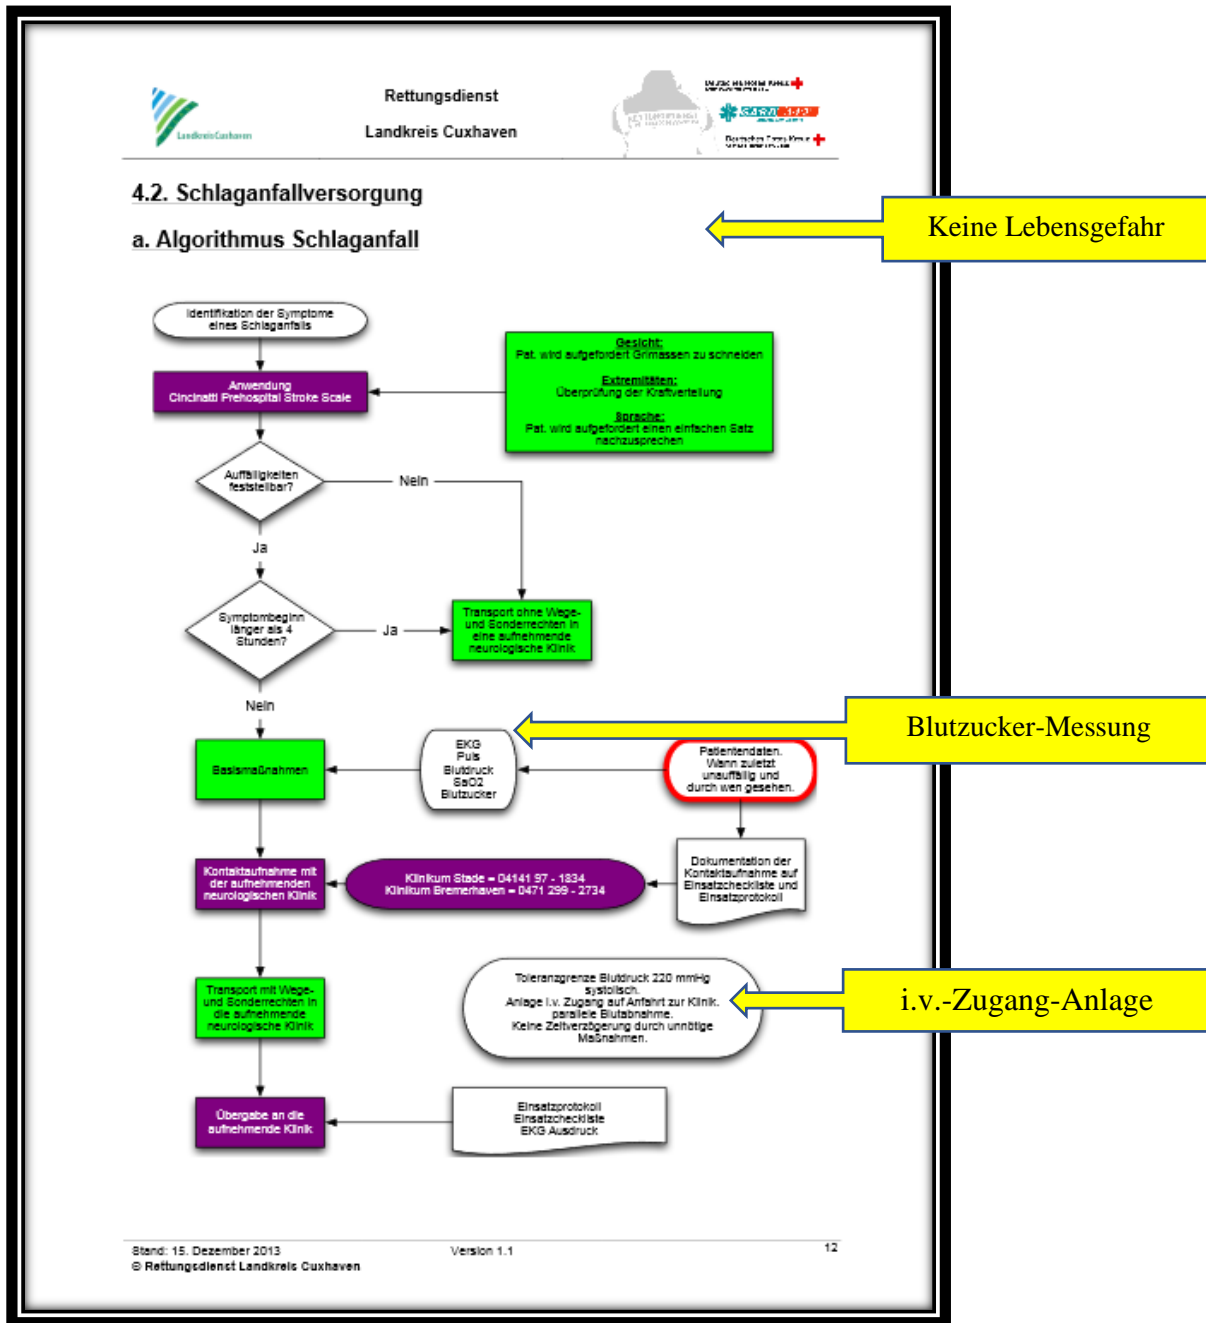 Rettungsdienst
Landkreis Cuxhaven
Landkreis Cuxhaven
4.2. Schlaganfallversorgung
a. Algorithmus Schlaganfall
Keine Lebensgefahr
Identifikation der Symptome
eines Schlaganfalls
Anwendung
Cincinatti Prehospital Stroke Scale
Gesicht:
Pat. wird aufgefordert Grimassen zu schneiden
Extremitäten:
Überprüfung der Kraftverteilung
Sprache:
Pat. wird aufgefordert einen einfachen Satz
nachzusprechen
Auffälligkeiten
feststellbar?
Nein
Ja
Symptombeginn
länger als 4
Stunden?
Ja
Transport ohne Wege-
und Sonderrechten in
eine aufnehmende
neurologische Klinik
Nein
Basismaßnahmen
EKG
Puls
Blutdruck
SaO2
Blutzucker
Patientendaten.
Wann zuletzt
unauffällig und
durch wen gesehen.
Blutzucker-Messung
Kontaktaufnahme mit
der aufnehmenden
neurologischen Klinik
Klinikum Stade = 04141 97 - 1834
Klinikum Bremerhaven = 0471 299 - 2734
Dokumentation der
Kontaktaufnahme auf
Einsatzcheckliste und
Einsatzprotokoll
Transport mit Wege-
und Sonderrechten in
die aufnehmende
neurologische Klinik
Toleranzgrenze Blutdruck 220 mmHg
systolisch.
Anlage i.v. Zugang auf Anfahrt zur Klinik.
parallele Blutabnahme.
Keine Zeitverzögerung durch unnötige
Maßnahmen.
i.v.-Zugang-Anlage
Übergabe an die
aufnehmende Klinik
Einsatzprotokoll
Einsatzcheckliste
EKG Ausdruck
Stand: 15. Dezember 2013
Version 1.1
12
© Rettungsdienst Landkreis Cuxhaven